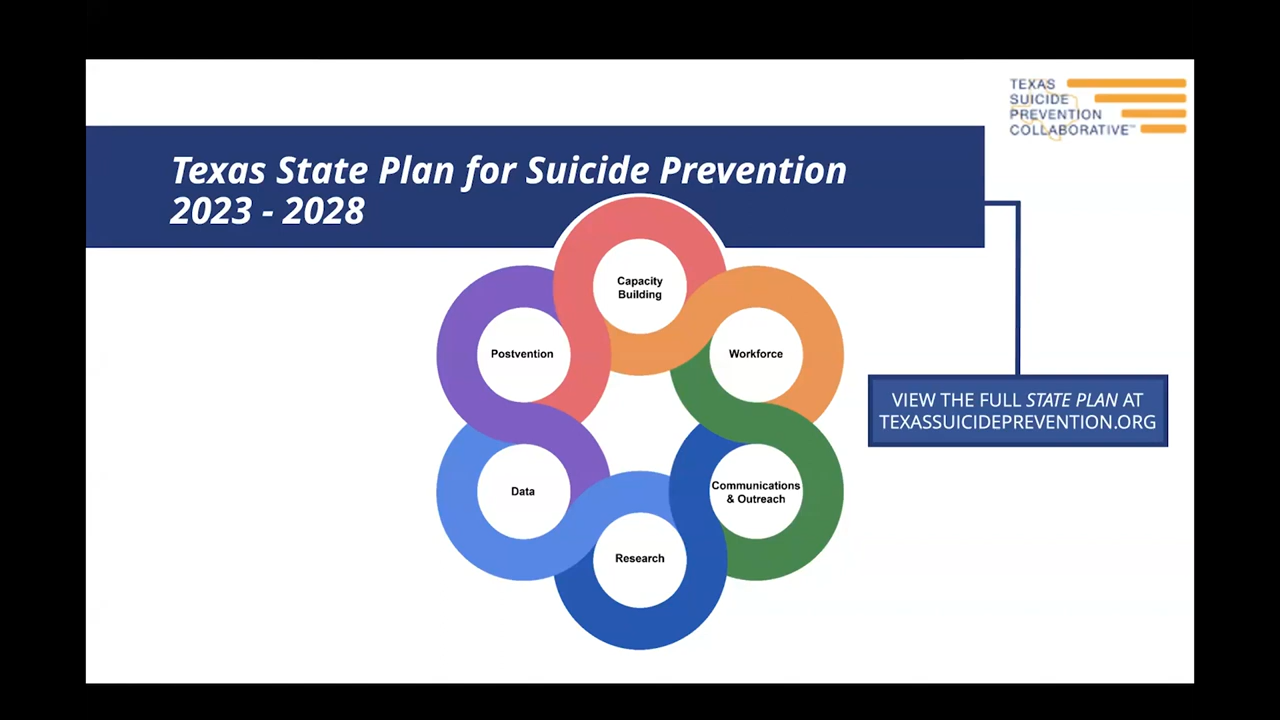 TEXAS
SUICIDE
PREVENTION
COLLABORATIVE™
Texas State Plan for Suicide Prevention
2023 - 2028
Capacity
Building
Postvention
Workforce
VIEW THE FULL STATE PLAN AT
TEXASSUICIDEPREVENTION.ORG
Data
Communications
& Outreach
Research